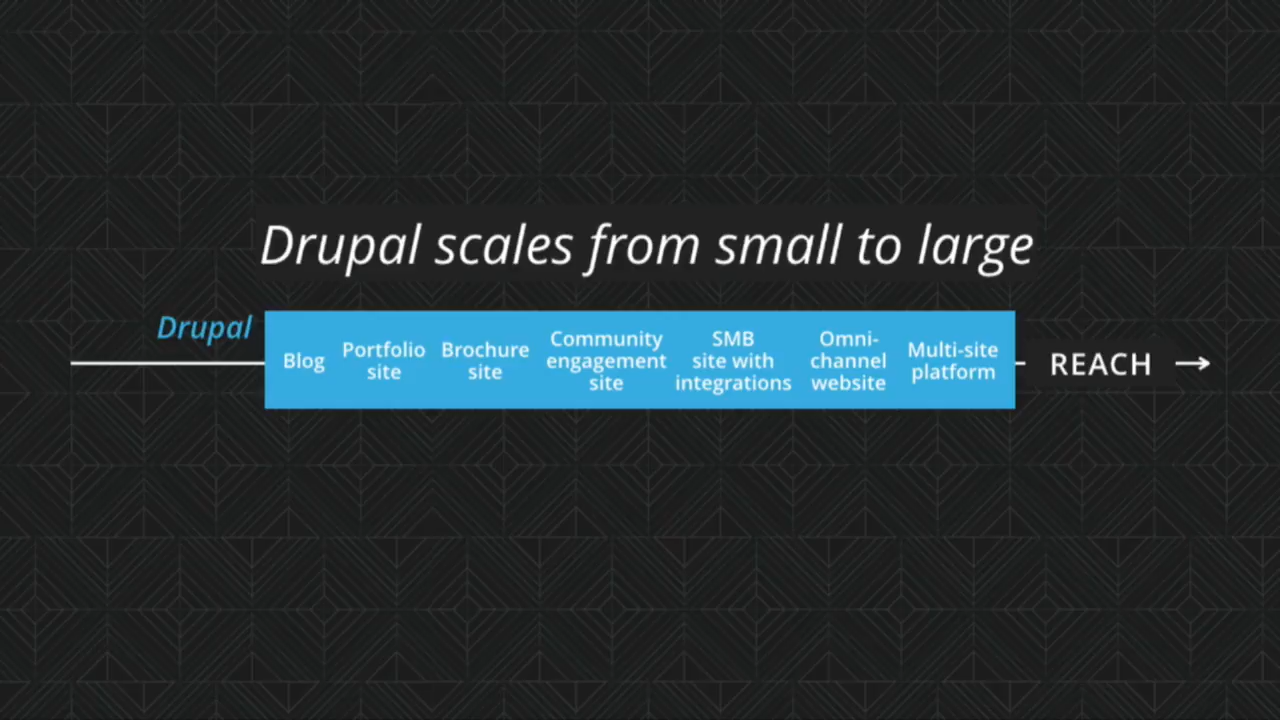 Drupal scales from small to large
Drupal
Blog
Portfolio
site
Brochure
site
Community
engagement
site
SMB
site with
integrations
Omni-
channel
website
Multi-site
platform
REACH →